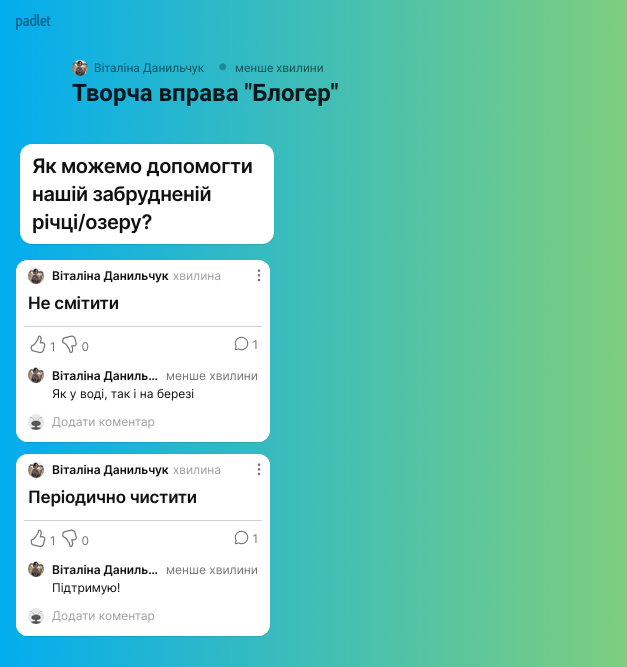 padlet
Віталіна Данильчук менше хвилини
Творча вправа "Блогер"
Як можемо допомогти
нашій забрудненій
річці/озеру?
Віталіна Данильчук хвилина
Не смітити
1 0 1
Віталіна Даниль... менше хвилини
Як у воді, так і на березі
Додати коментар
Віталіна Данильчук хвилина
Періодично чистити
1 0 1
Віталіна Даниль... менше хвилини
Підтримую!
Додати коментар